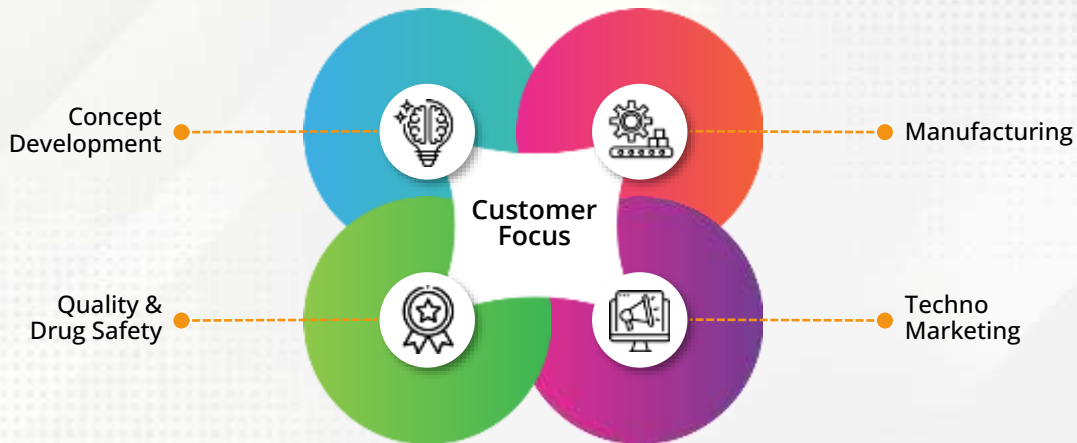 Concept
Development
Manufacturing
Customer
Focus
Quality &
Drug Safety
Techno
Marketing